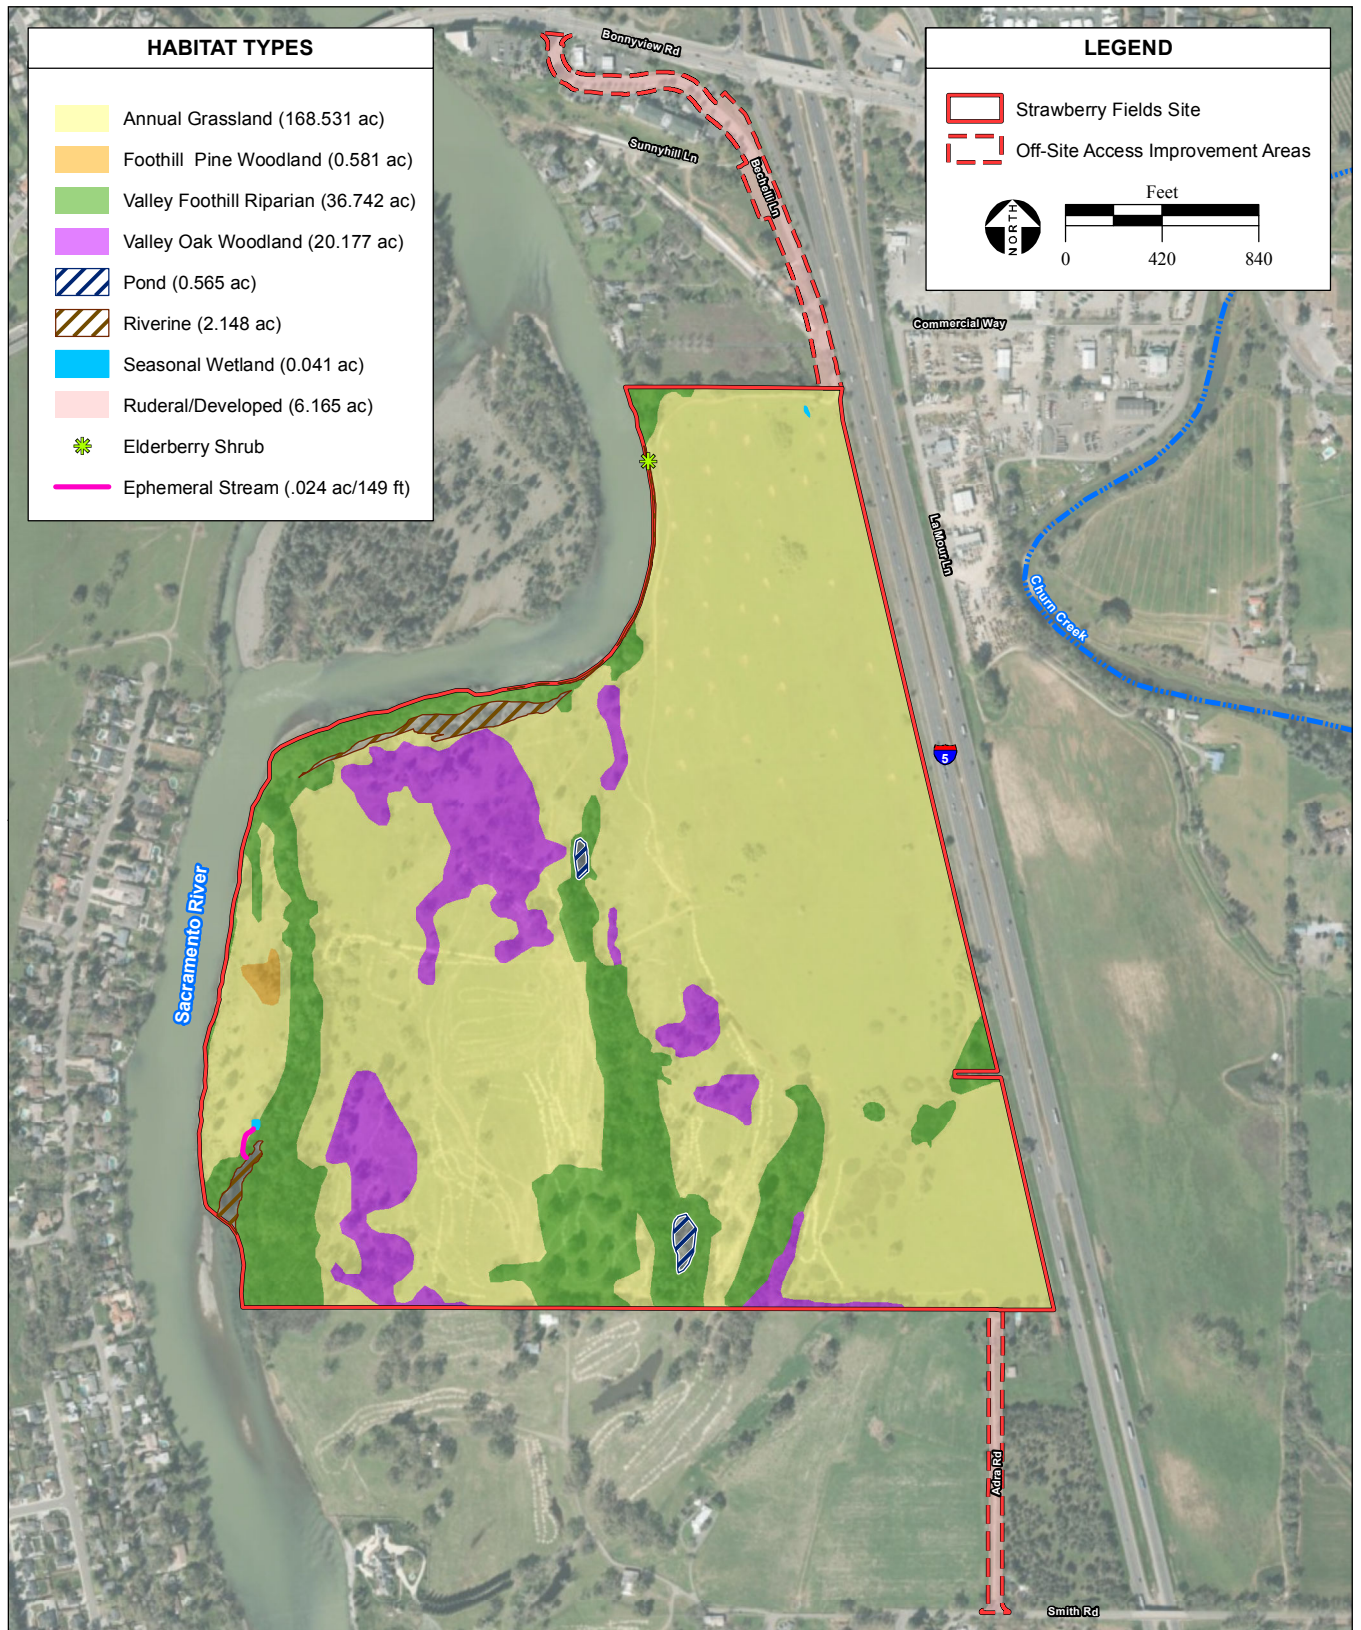 HABITAT TYPES
Annual Grassland (168.531 ac)
Foothill Pine Woodland (0.581 ac)
Valley Foothill Riparian (36.742 ac)
Valley Oak Woodland (20.177 ac)
Pond (0.565 ac)
Riverine (2.148 ac)
Seasonal Wetland (0.041 ac)
Ruderal/Developed (6.165 ac)
Elderberry Shrub
Ephemeral Stream (.024 ac/149 ft)
LEGEND
Strawberry Fields Site
Off-Site Access Improvement Areas
NORTH
Feet
0 420 840
Bonnyview Rd
Sunnyhill Ln
Bechelli Ln
Commercial Way
La Mour Ln
Churn Creek
5
Sacramento River
Adra Rd
Smith Rd